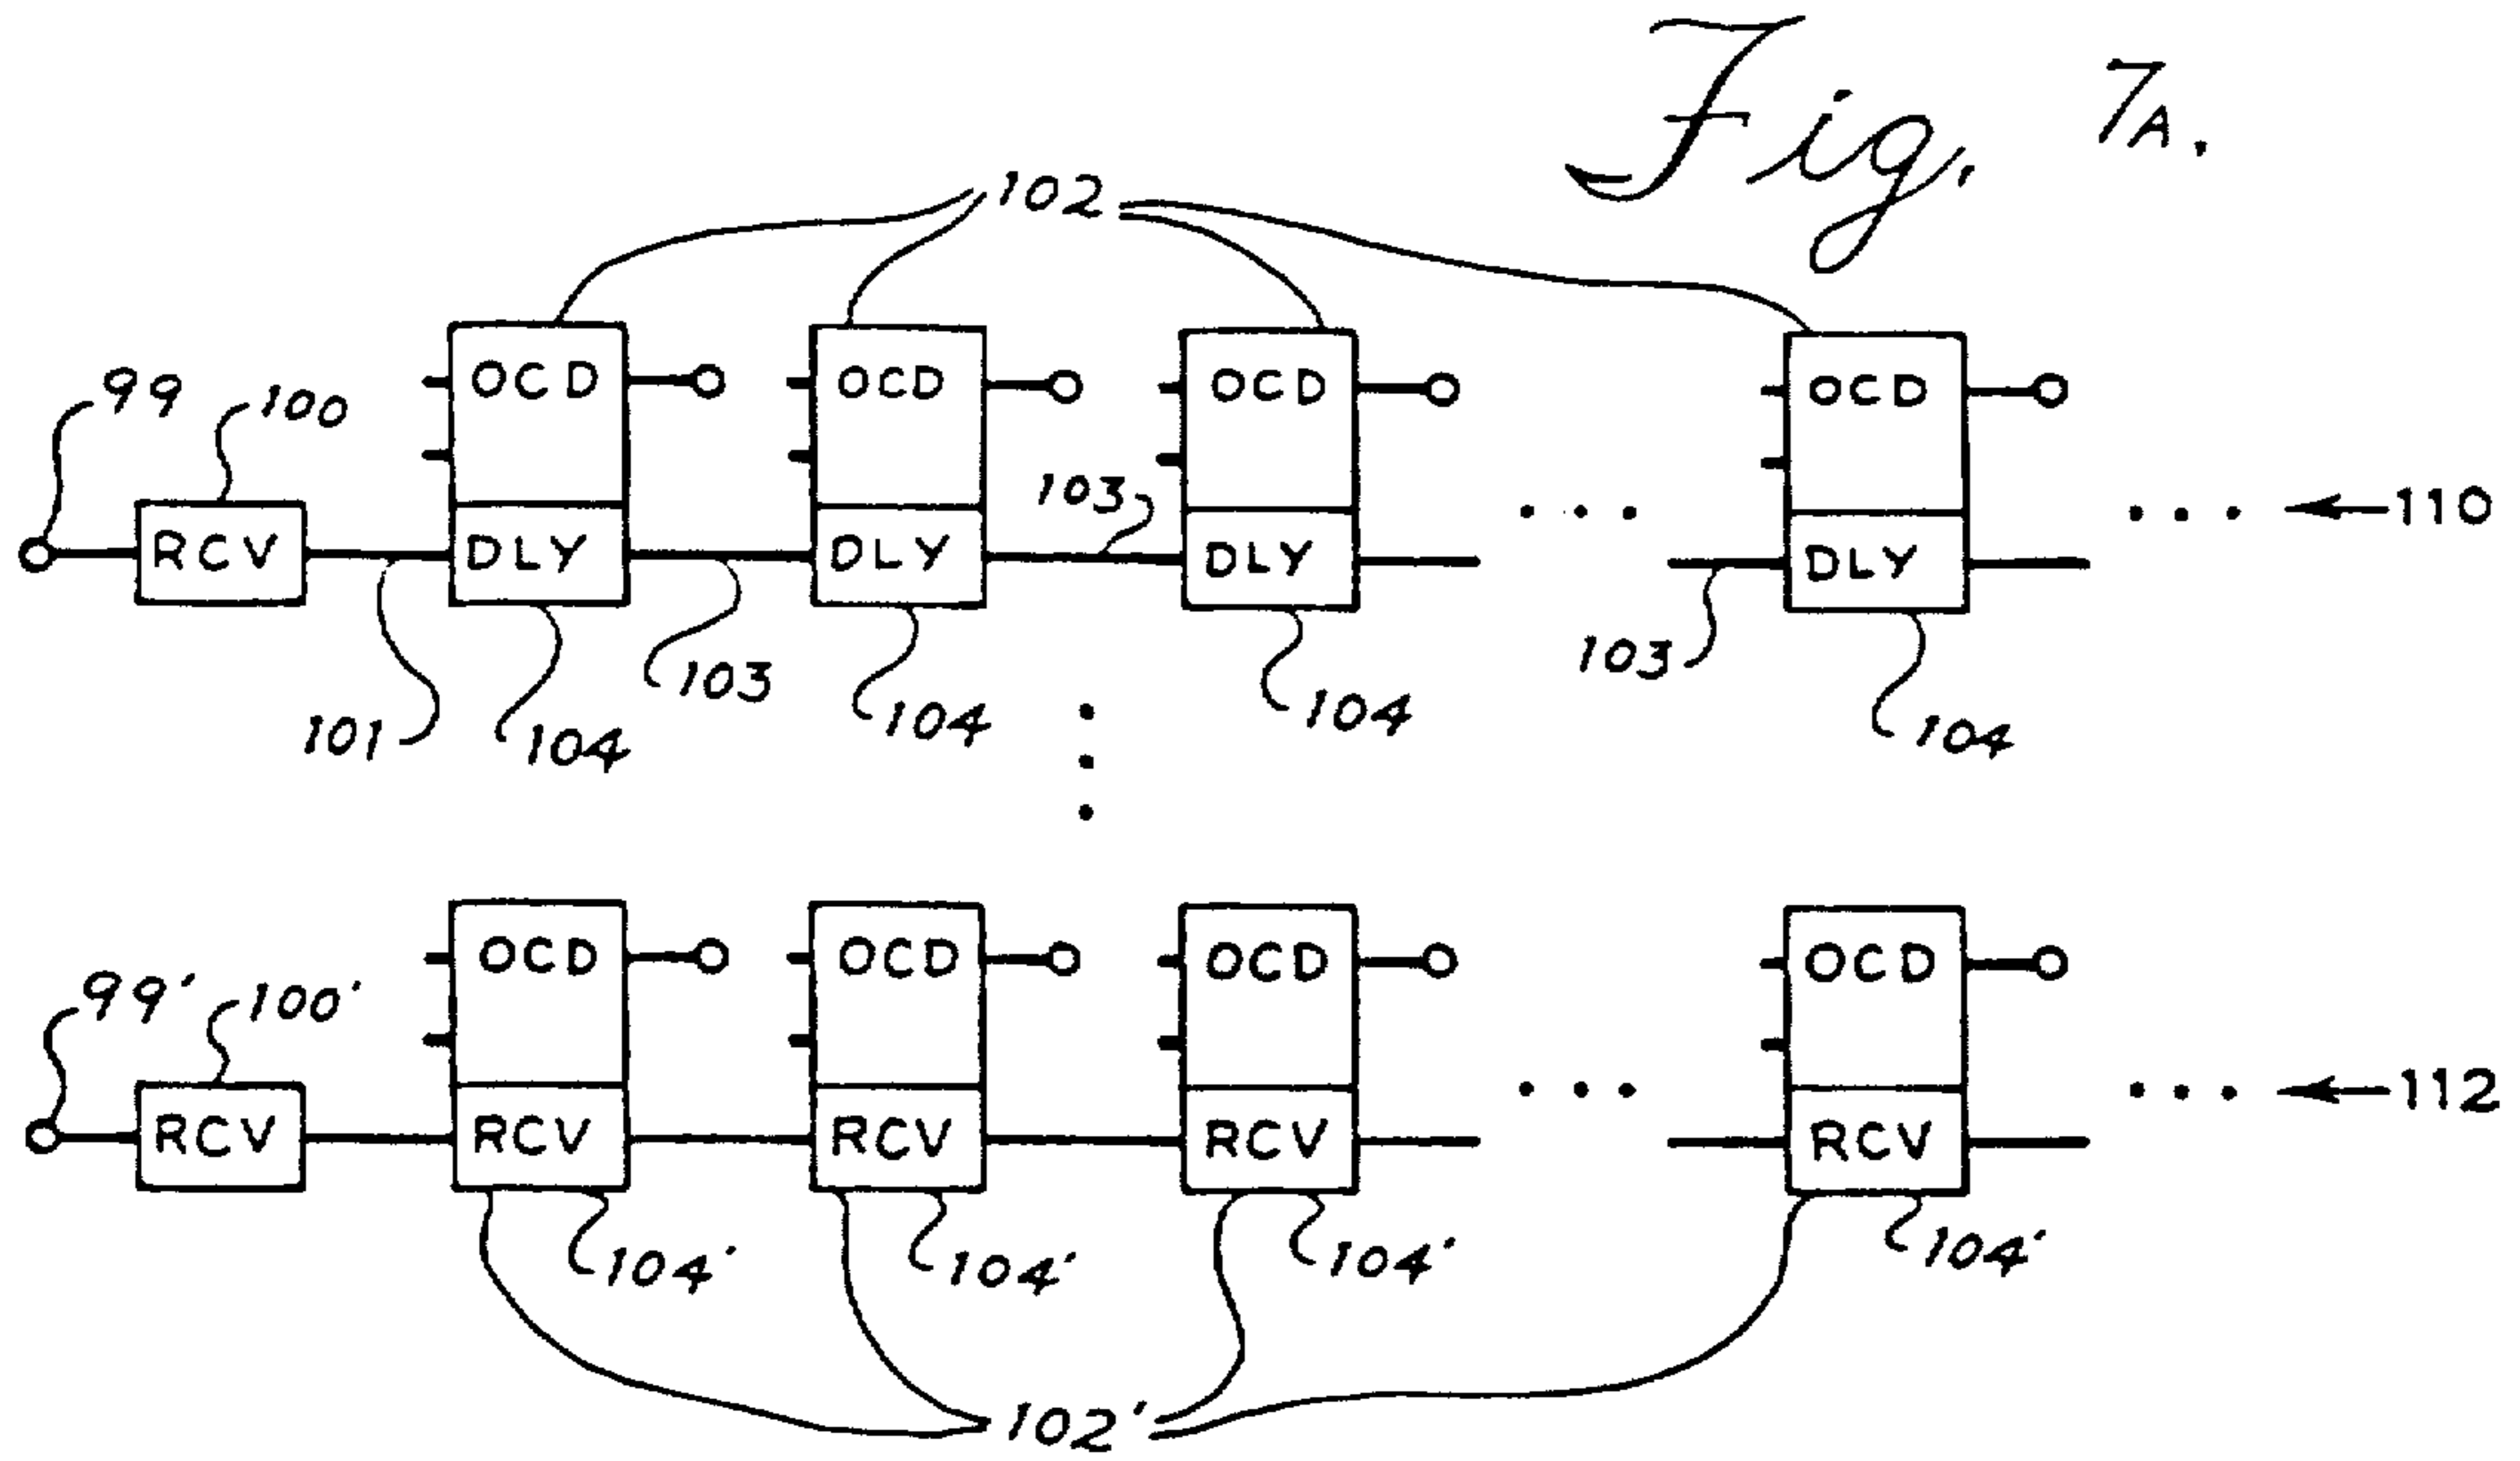 Fig. 7A.
102
99 100
OCD OCD OCD OCD
103
110
RCV DLY DLY DLY DLY
103 103
101 104 104 104 104
OCD OCD OCD OCD
99' 100'
112
RCV RCV RCV RCV RCV
104' 104' 104' 104'
102'